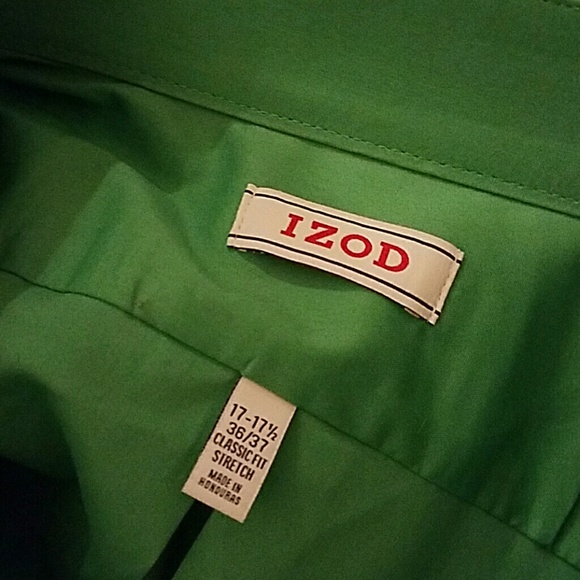 IZOD
17-17½
36/37
CLASSIC FIT
STRETCH
MADE IN
HONDURAS